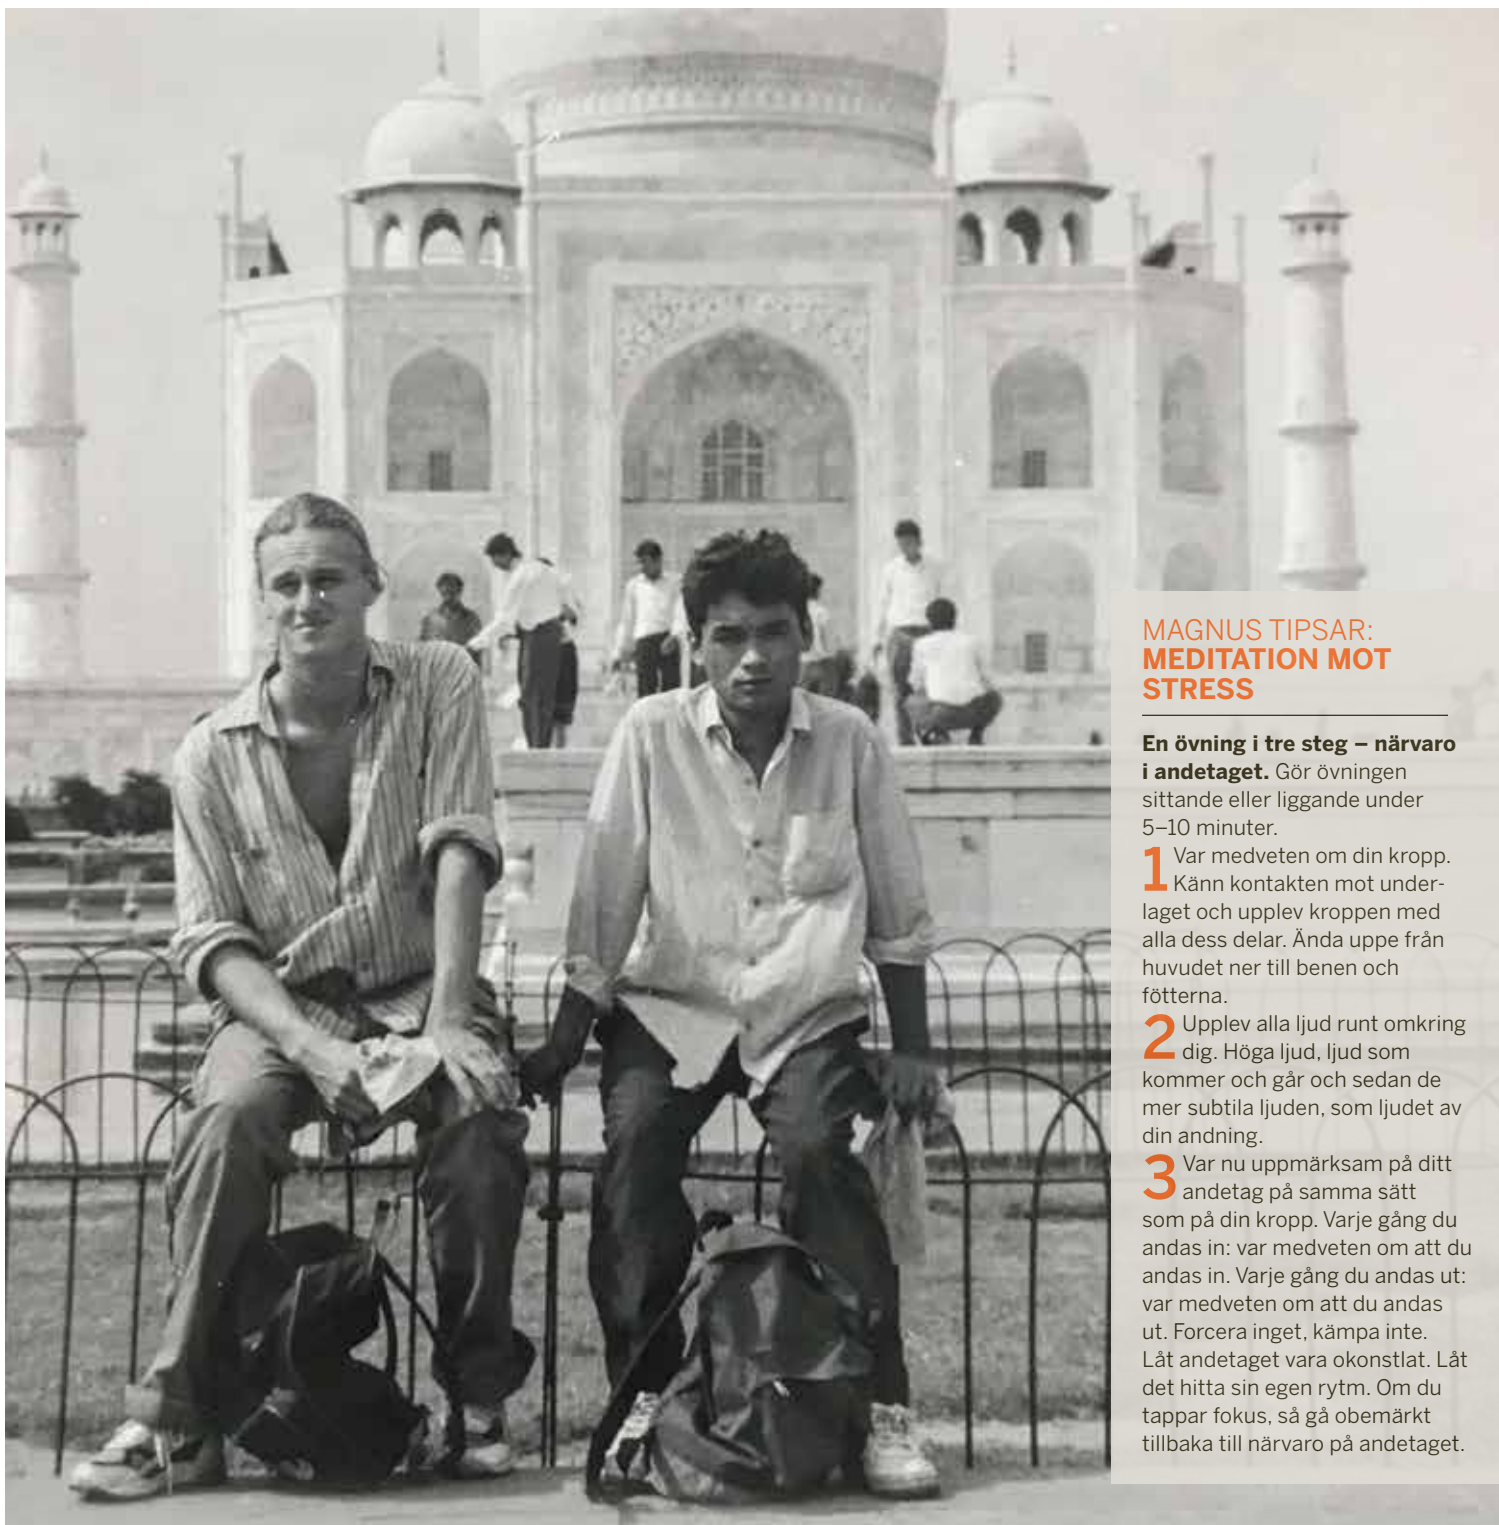 MAGNUS TIPSAR:
MEDITATION MOT
STRESS
En övning i tre steg – närvaro
i andetaget. Gör övningen
sittande eller liggande under
5–10 minuter.
1 Var medveten om din kropp.
Känn kontakten mot under-
laget och upplev kroppen med
alla dess delar. Ända uppe från
huvudet ner till benen och
fötterna.
2 Upplev alla ljud runt omkring
dig. Höga ljud, ljud som
kommer och går och sedan de
mer subtila ljuden, som ljudet av
din andning.
3 Var nu uppmärksam på ditt
andetag på samma sätt
som på din kropp. Varje gång du
andas in: var medveten om att du
andas in. Varje gång du andas ut:
var medveten om att du andas
ut. Forcera inget, kämpa inte.
Låt andetaget vara okonstlat. Låt
det hitta sin egen rytm. Om du
tappar fokus, så gå obemärkt
tillbaka till närvaro på andetaget.